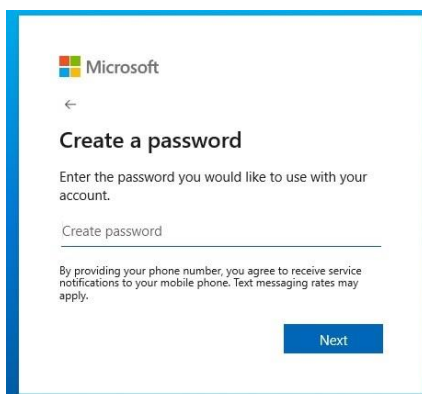 Microsoft
←
Create a password
Enter the password you would like to use with your
account.
Create password
By providing your phone number, you agree to receive service
notifications to your mobile phone. Text messaging rates may
apply.
Next